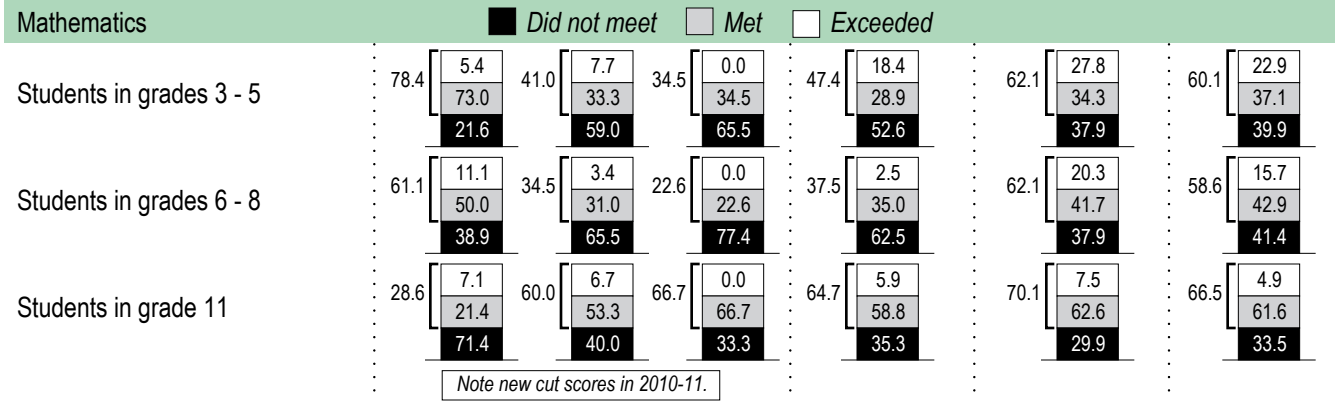 Mathematics Did not meet Met Exceeded
Students in grades 3 - 5
78.4 5.4 73.0 21.6
41.0 7.7 33.3 59.0
34.5 0.0 34.5 65.5
47.4 18.4 28.9 52.6
62.1 27.8 34.3 37.9
60.1 22.9 37.1 39.9
Students in grades 6 - 8
61.1 11.1 50.0 38.9
34.5 3.4 31.0 65.5
22.6 0.0 22.6 77.4
37.5 2.5 35.0 62.5
62.1 20.3 41.7 37.9
58.6 15.7 42.9 41.4
Students in grade 11
28.6 7.1 21.4 71.4
60.0 6.7 53.3 40.0
66.7 0.0 66.7 33.3
64.7 5.9 58.8 35.3
70.1 7.5 62.6 29.9
66.5 4.9 61.6 33.5
Note new cut scores in 2010-11.